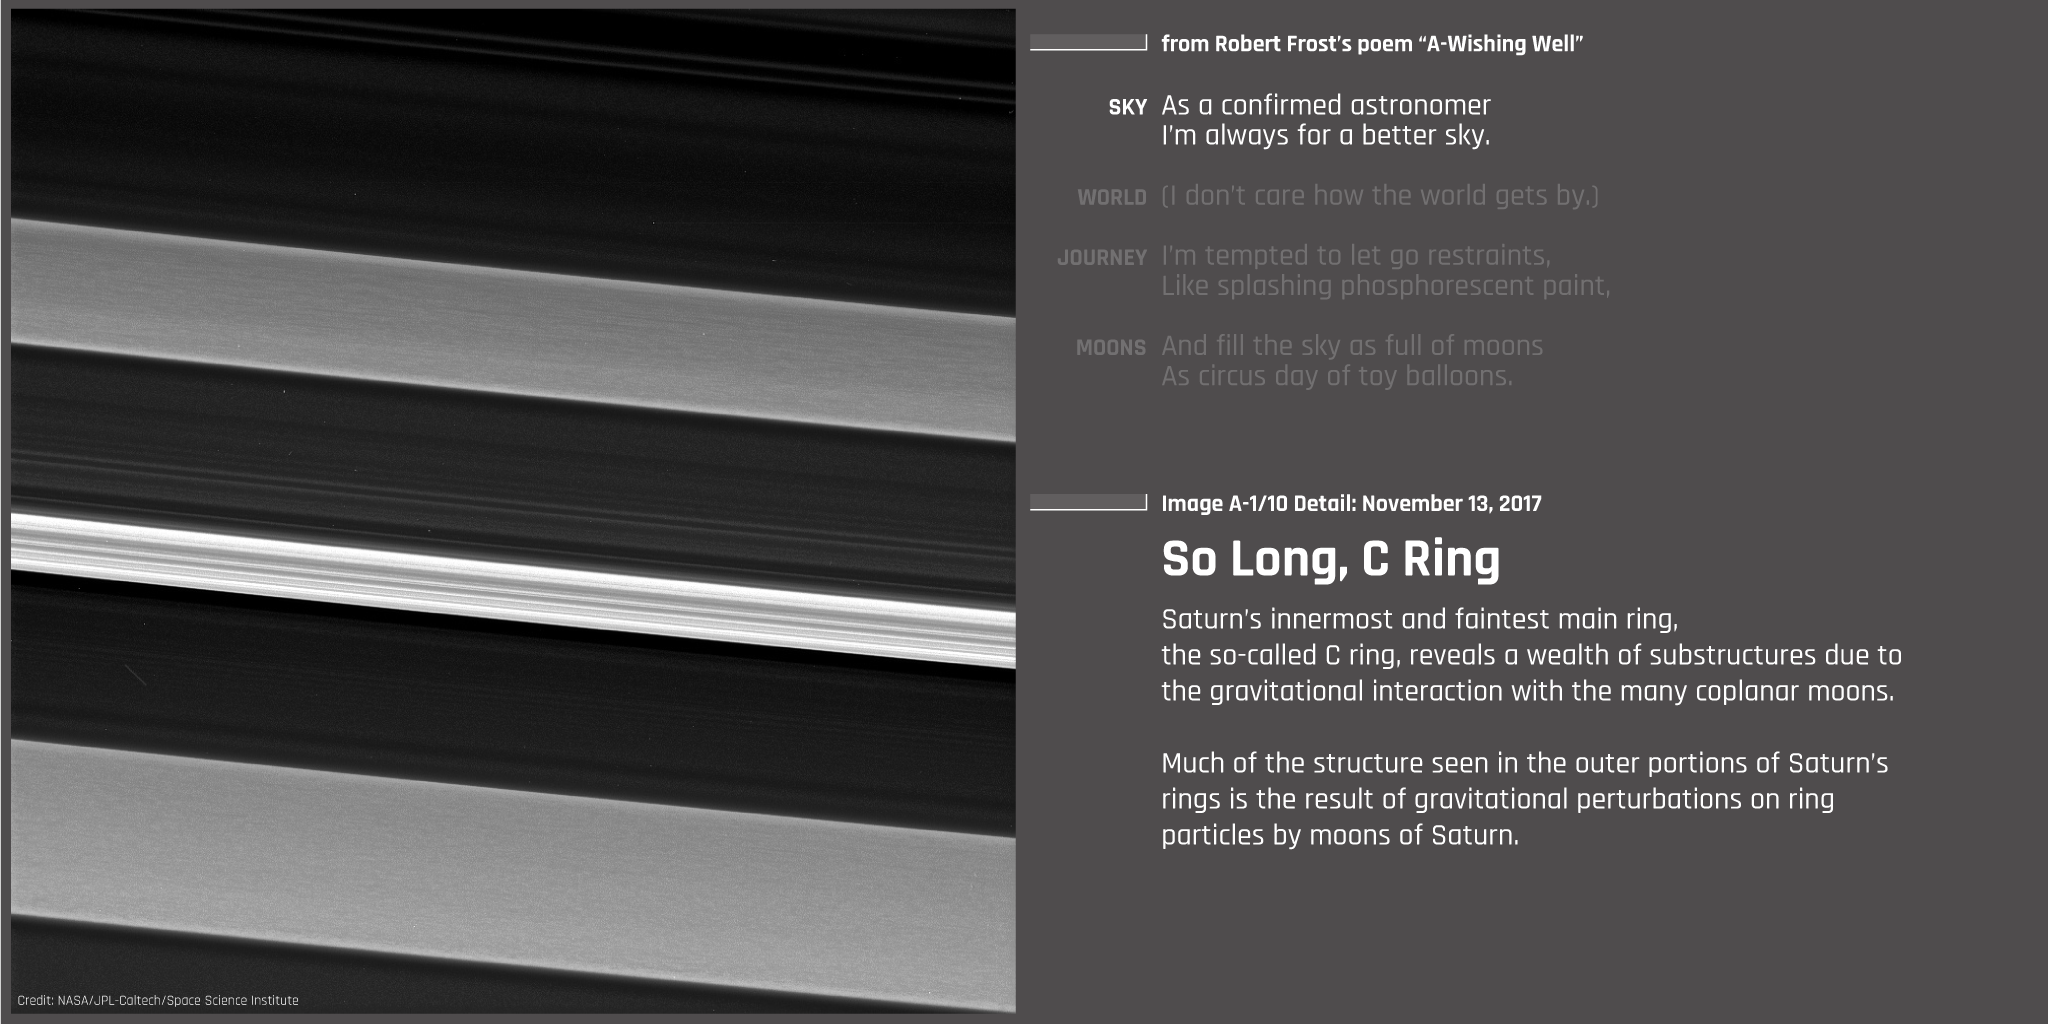 from Robert Frost’s poem “A-Wishing Well”
SKY As a confirmed astronomer
I’m always for a better sky.
WORLD (I don’t care how the world gets by.)
JOURNEY I’m tempted to let go restraints,
Like splashing phosphorescent paint,
MOONS And fill the sky as full of moons
As circus day of toy balloons.
Image A-1/10 Detail: November 13, 2017
So Long, C Ring
Saturn’s innermost and faintest main ring,
the so-called C ring, reveals a wealth of substructures due to
the gravitational interaction with the many coplanar moons.
Much of the structure seen in the outer portions of Saturn’s
rings is the result of gravitational perturbations on ring
particles by moons of Saturn.
Credit: NASA/JPL-Caltech/Space Science Institute